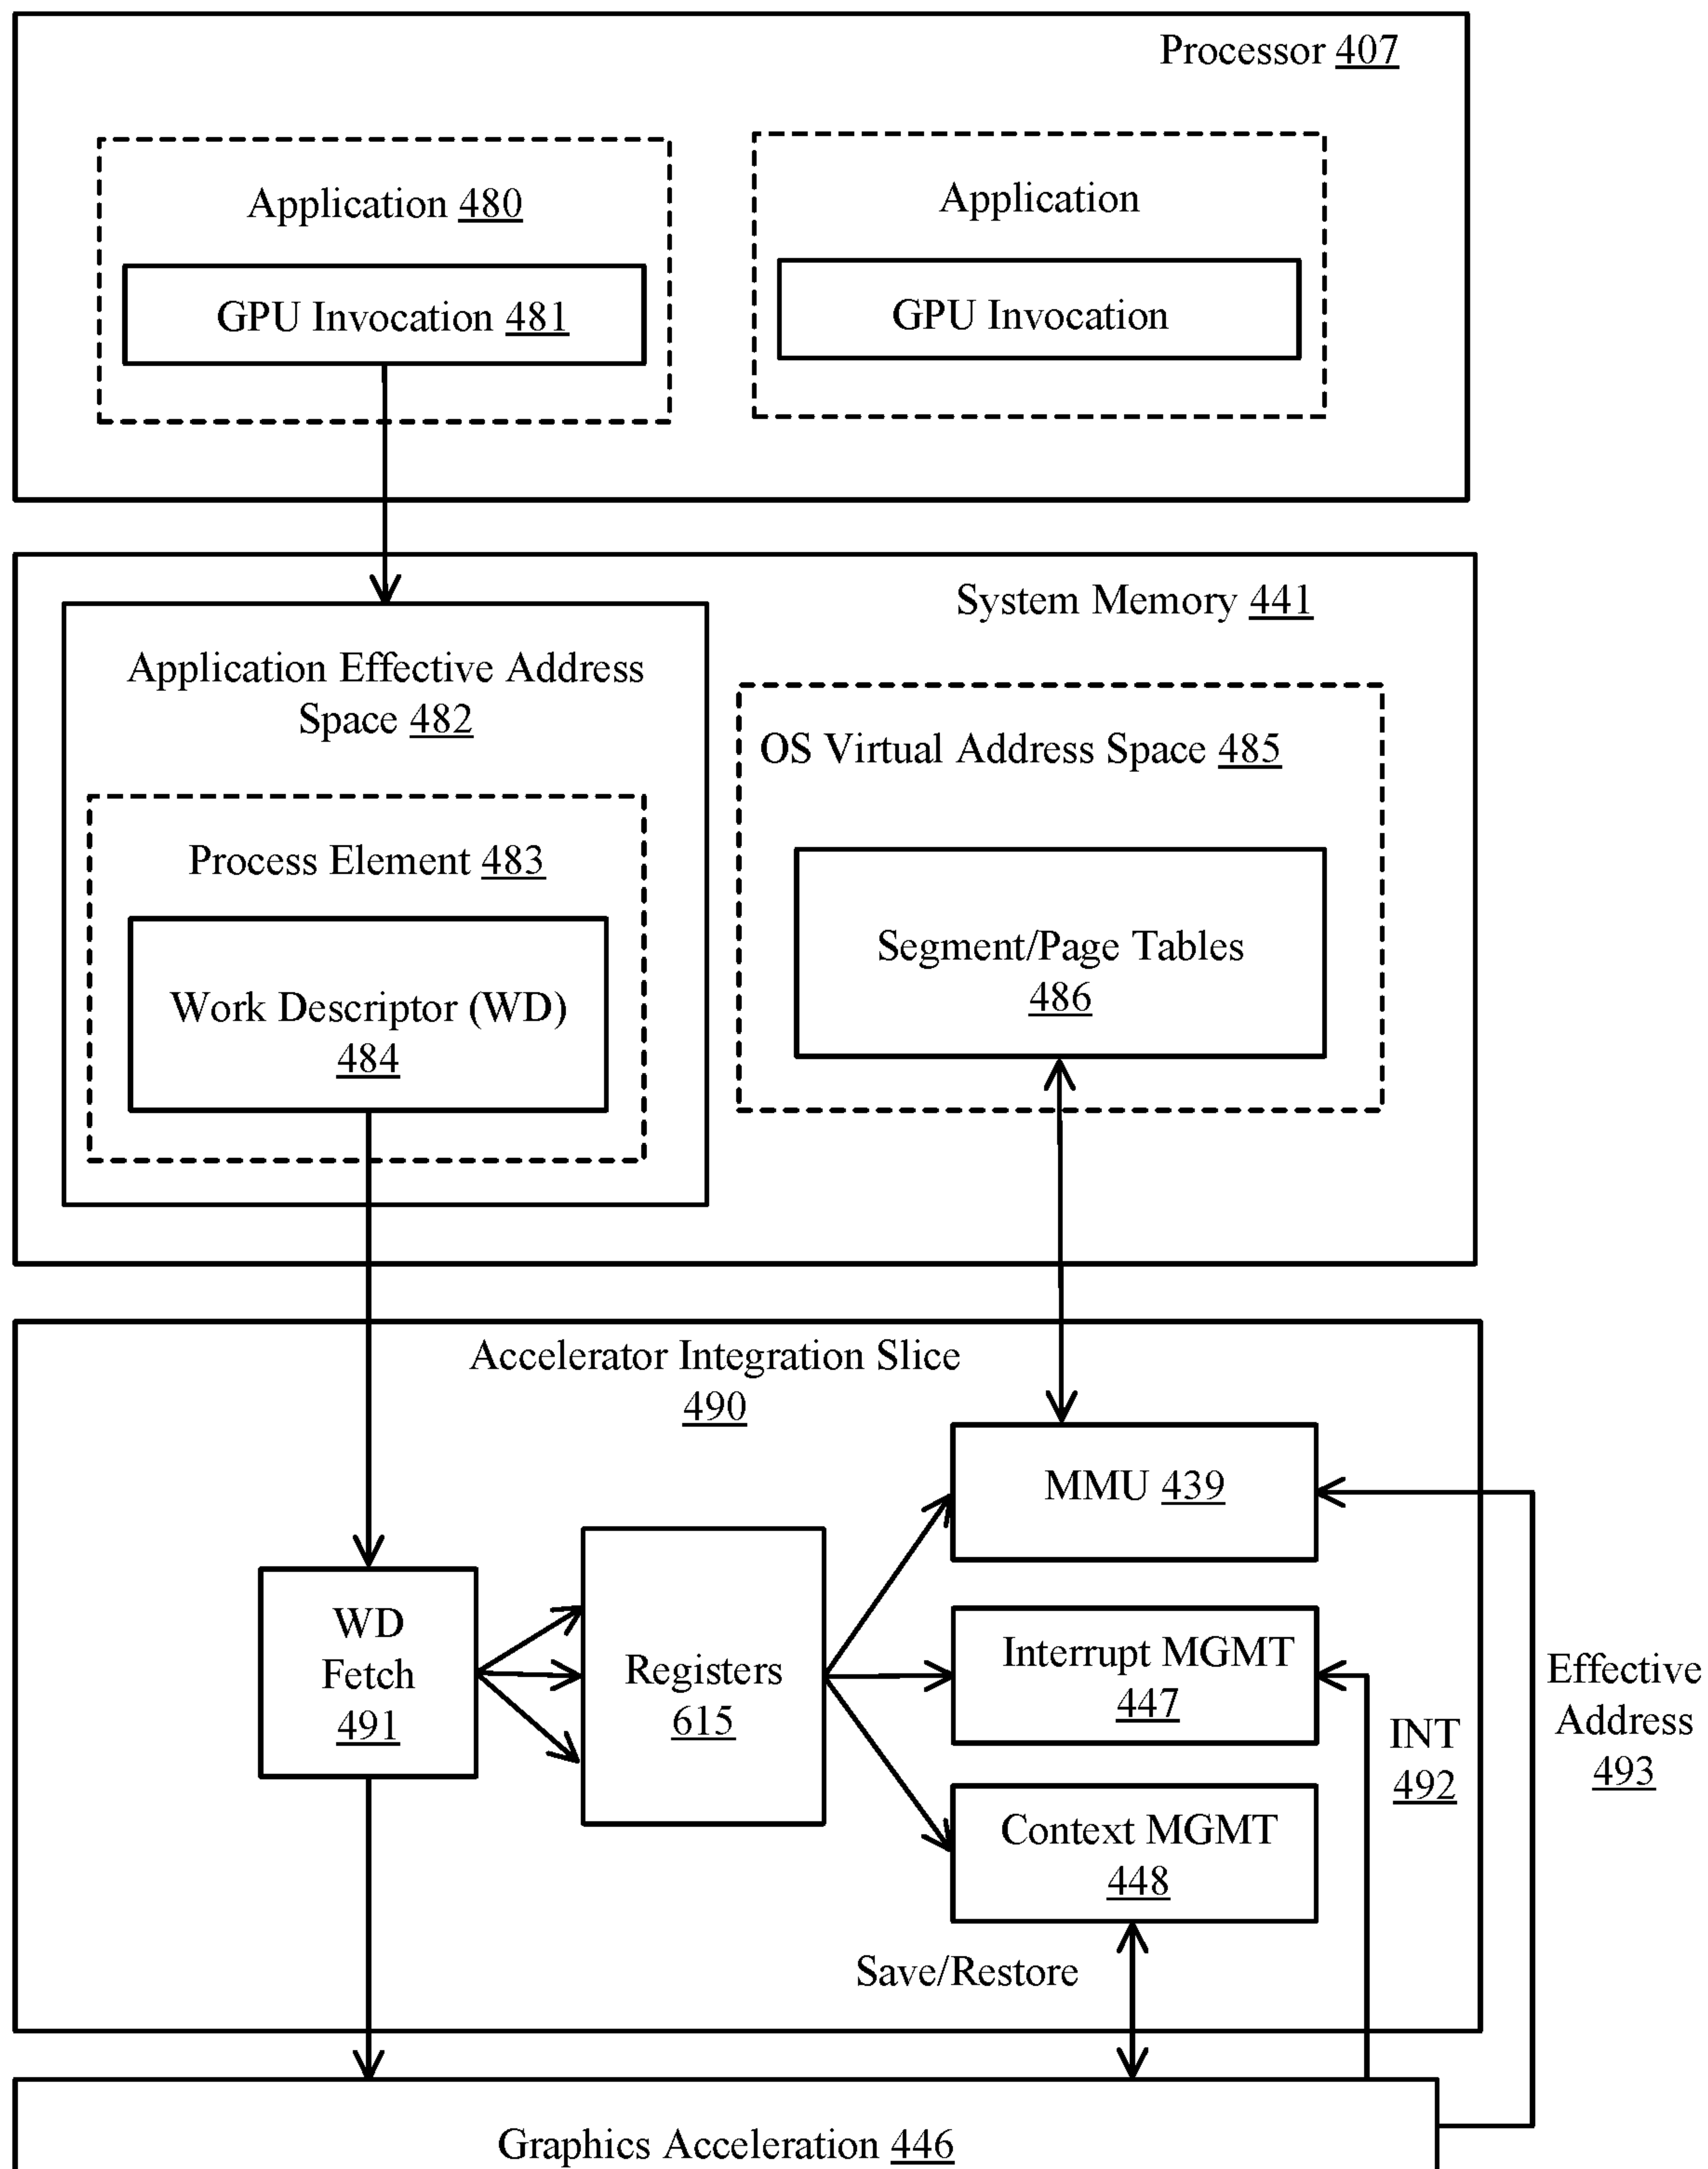 Processor 407
Application 480
Application
GPU Invocation 481
GPU Invocation
System Memory 441
Application Effective Address
Space 482
OS Virtual Address Space 485
Process Element 483
Segment/Page Tables
486
Work Descriptor (WD)
484
Accelerator Integration Slice
490
MMU 439
WD
Fetch
491
Registers
615
Interrupt MGMT
447
Effective
Address
493
INT
492
Context MGMT
448
Save/Restore
Graphics Acceleration 446